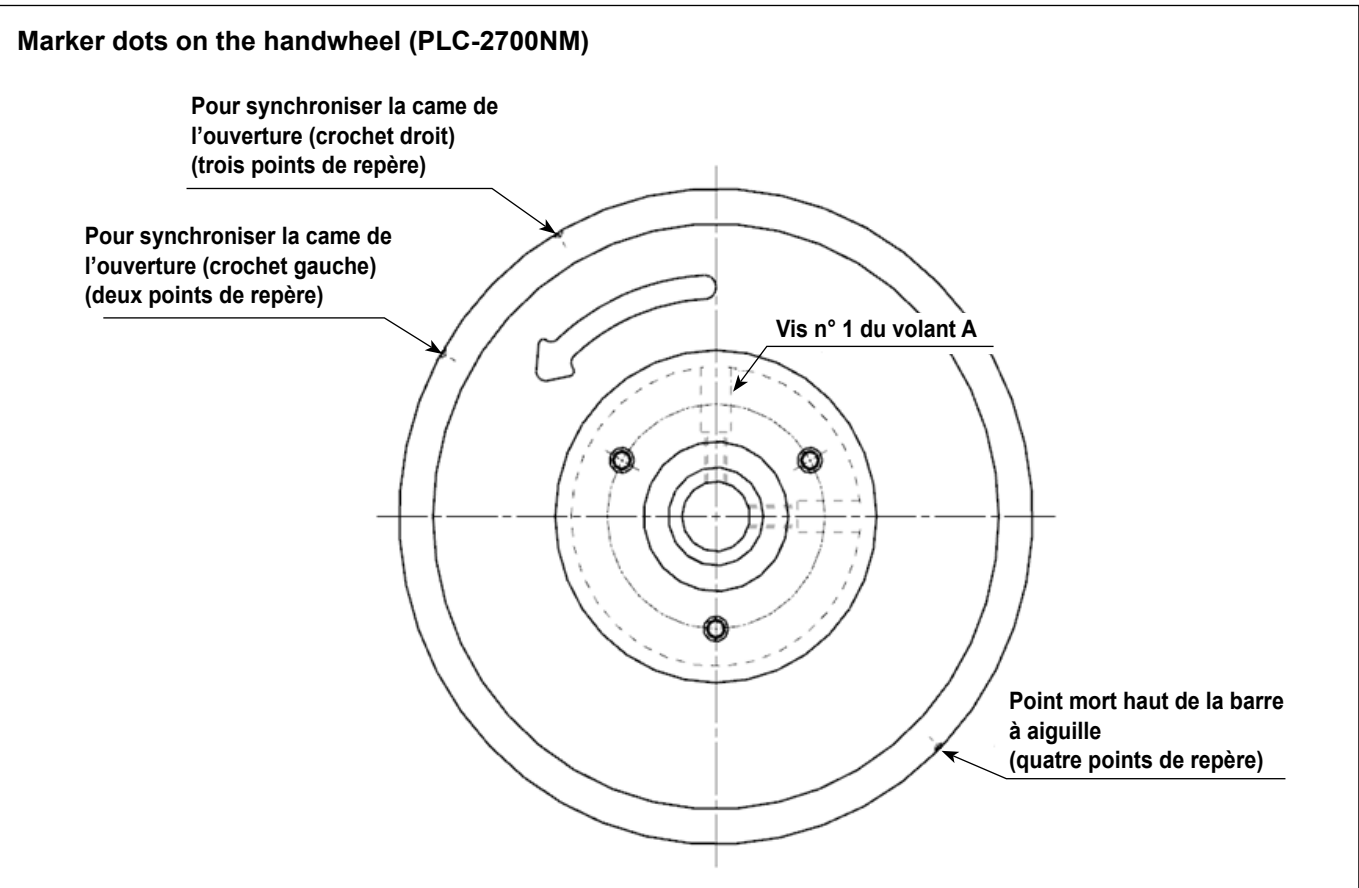 Marker dots on the handwheel (PLC-2700NM)
Pour synchroniser la came de
l’ouverture (crochet droit)
(trois points de repère)
Pour synchroniser la came de
l’ouverture (crochet gauche)
(deux points de repère)
Vis n° 1 du volant A
Point mort haut de la barre
à aiguille
(quatre points de repère)